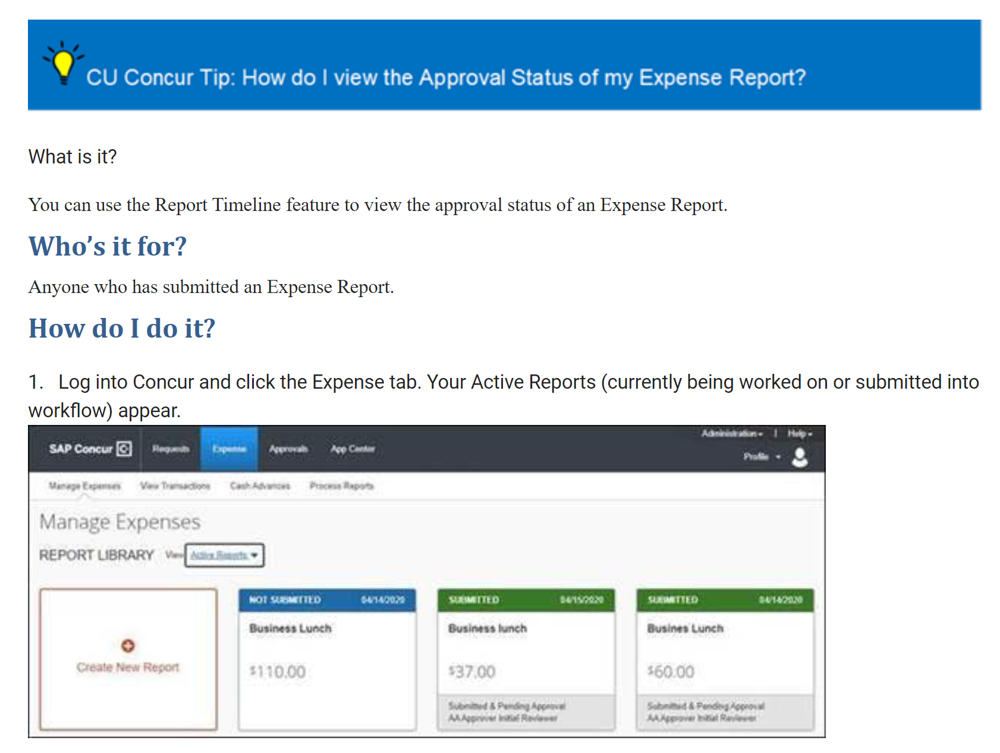 CU Concur Tip: How do I view the Approval Status of my Expense Report?
What is it?
You can use the Report Timeline feature to view the approval status of an Expense Report.
Who's it for?
Anyone who has submitted an Expense Report.
How do I do it?
1. Log into Concur and click the Expense tab. Your Active Reports (currently being worked on or submitted into
workflow) appear.
Administration | Help
SAP Concur C Requests Expense Approvals App Center
Profile
Manage Expenses View Transactions Cash Advances Process Reports
Manage Expenses
REPORT LIBRARY View Active Reports
NOT SUBMITTED 04/14/2020
Business Lunch
$110.00
SUBMITTED 04/15/2020
Business lunch
$37.00
Submitted & Pending Approval
AA Approver Initial Reviewer
SUBMITTED 04/14/2020
Busines Lunch
$60.00
Submitted & Pending Approval
AA Approver Initial Reviewer
Create New Report